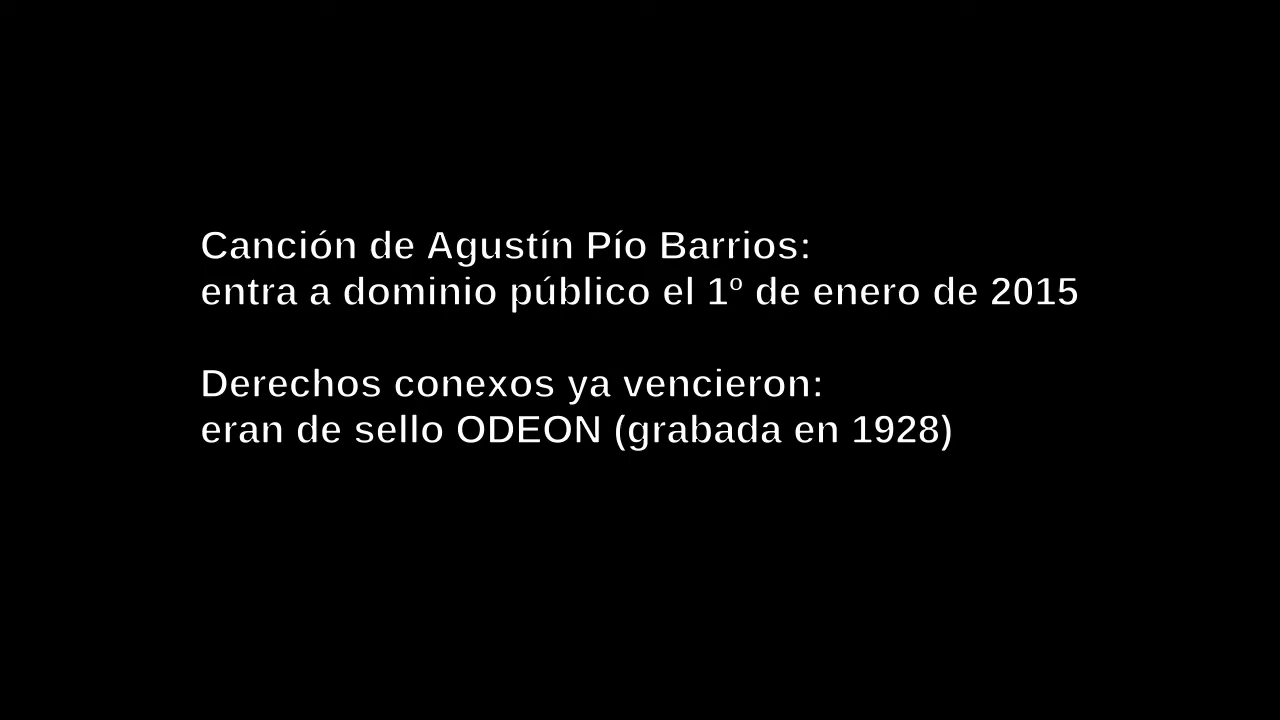 Canción de Agustín Pío Barrios:
entra a dominio público el 1º de enero de 2015
Derechos conexos ya vencieron:
eran de sello ODEON (grabada en 1928)